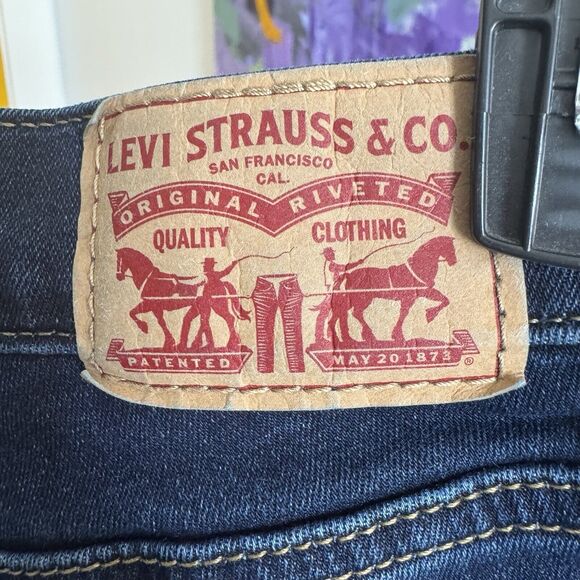 LEVI STRAUSS & CO.
SAN FRANCISCO
CAL.
ORIGINAL RIVETED
QUALITY CLOTHING
PATENTED MAY 20 1873 ®